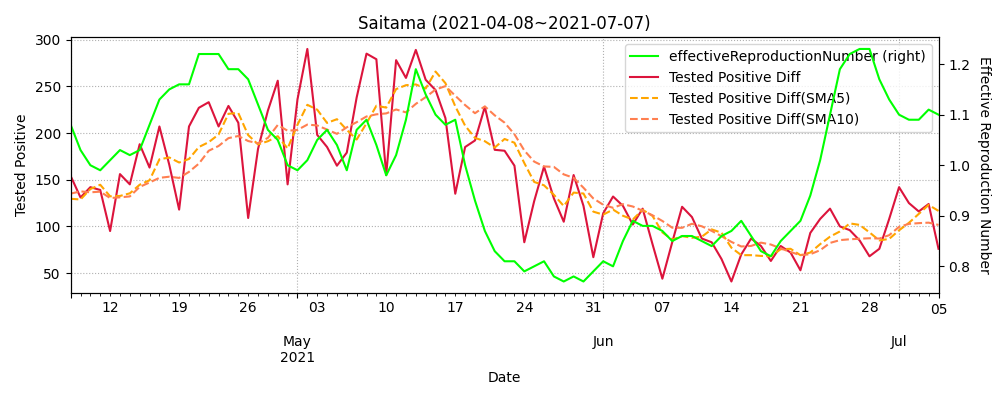 Saitama (2021-04-08~2021-07-07)
effectiveReproductionNumber (right)
Tested Positive Diff
Tested Positive Diff(SMA5)
Tested Positive Diff(SMA10)
Tested Positive
300
250
200
150
100
50
Effective Reproduction Number
1.2
1.1
1.0
0.9
0.8
12 19 26 03 10 17 24 31 07 14 21 28 05
May Jun Jul
2021
Date